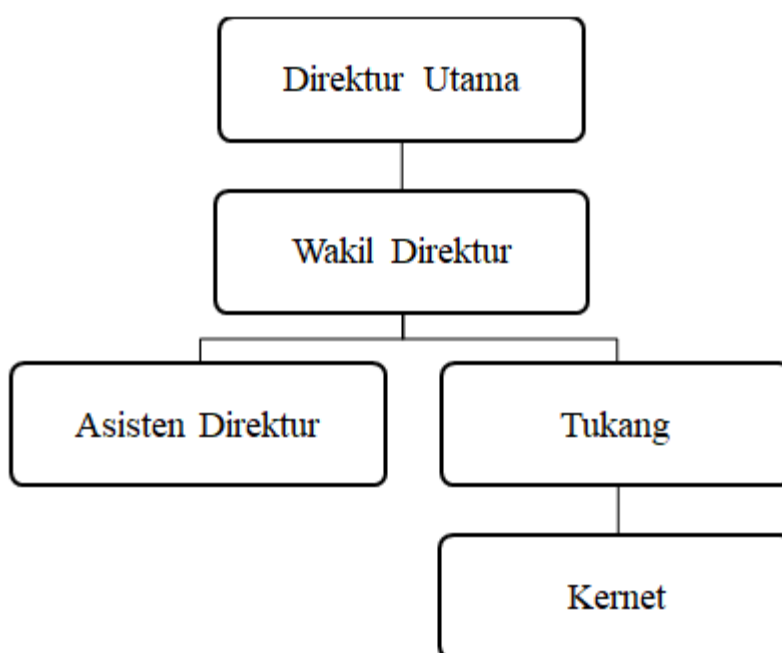 Direktur Utama
Wakil Direktur
Asisten Direktur
Tukang
Kernet